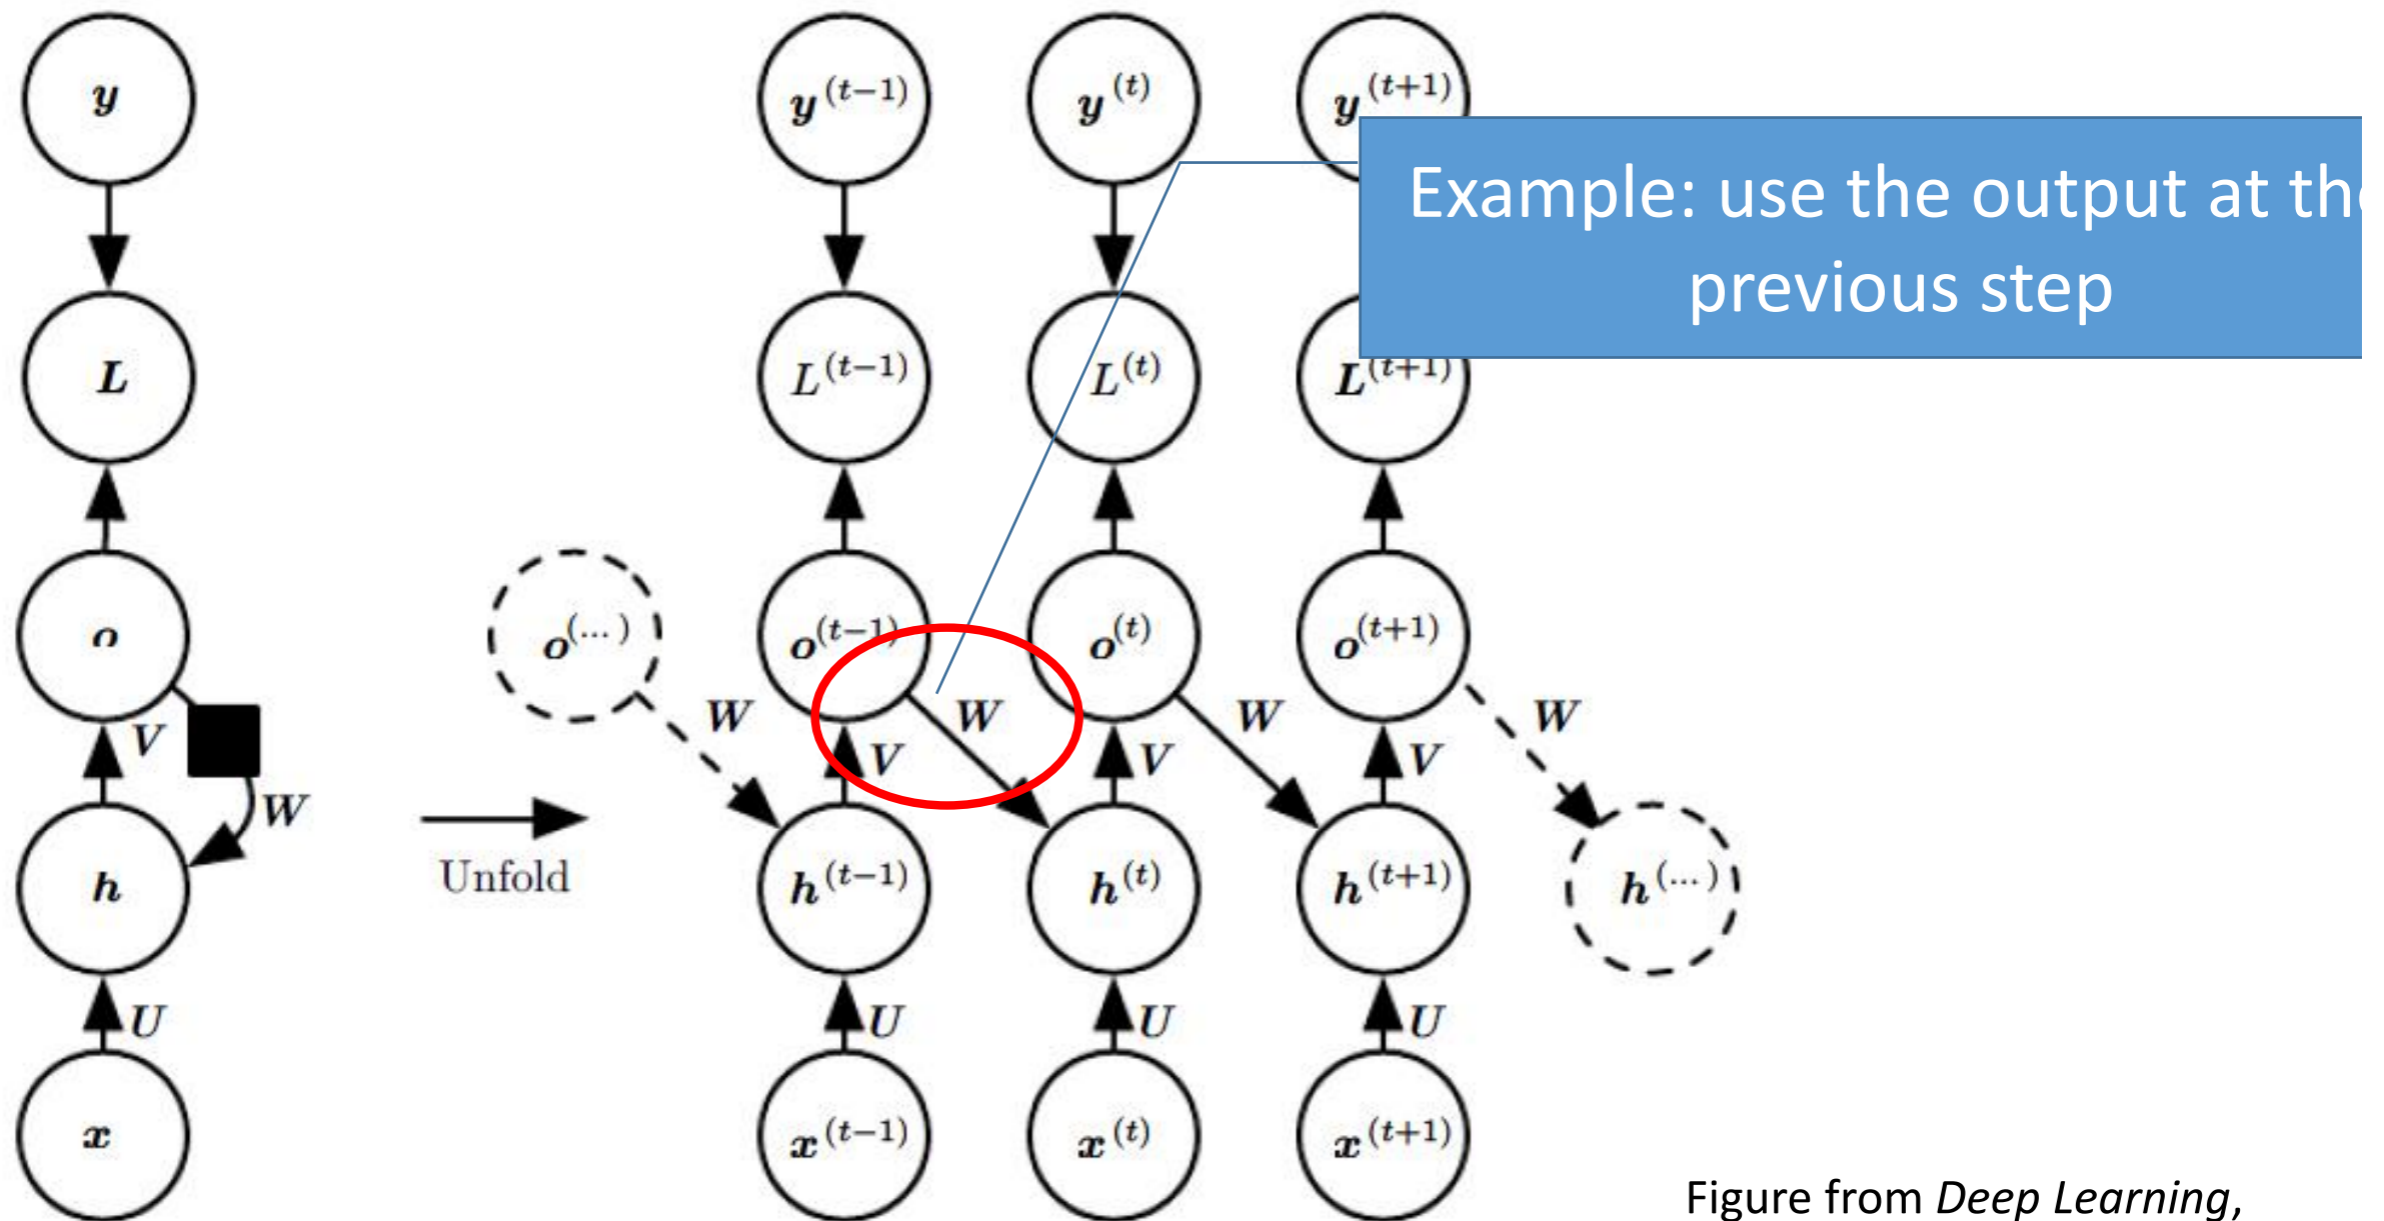 y y^(t−1) y^(t) y^(t+1)
Example: use the output at the
previous step
L L^(t−1) L^(t) L^(t+1)
o o^(...) o^(t−1) o^(t) o^(t+1)
W W W W
V V V V
W
h h^(t−1) h^(t) h^(t+1) h^(...)
Unfold
U U U U
x x^(t−1) x^(t) x^(t+1)
Figure from Deep Learning,